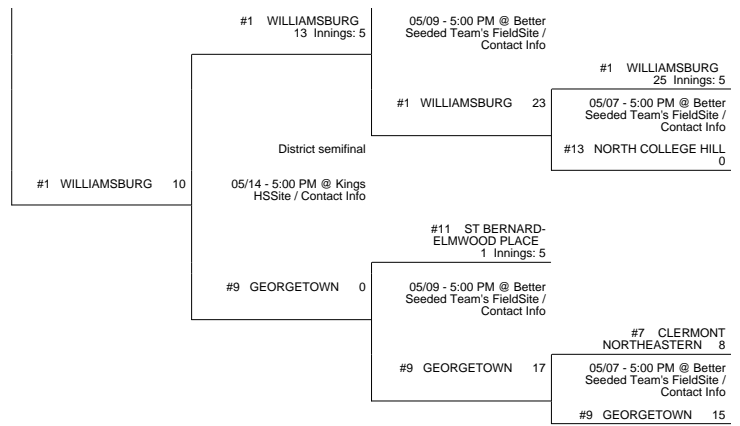 #1 WILLIAMSBURG
13 Innings: 5
05/09 - 5:00 PM @ Better
Seeded Team's FieldSite /
Contact Info
#1 WILLIAMSBURG
25 Innings: 5
#1 WILLIAMSBURG 23
05/07 - 5:00 PM @ Better
Seeded Team's FieldSite /
Contact Info
District semifinal
#13 NORTH COLLEGE HILL
0
#1 WILLIAMSBURG 10
05/14 - 5:00 PM @ Kings
HSSite / Contact Info
#11 ST BERNARD-
ELMWOOD PLACE
1 Innings: 5
#9 GEORGETOWN 0
05/09 - 5:00 PM @ Better
Seeded Team's FieldSite /
Contact Info
#7 CLERMONT
NORTHEASTERN 8
#9 GEORGETOWN 17
05/07 - 5:00 PM @ Better
Seeded Team's FieldSite /
Contact Info
#9 GEORGETOWN 15